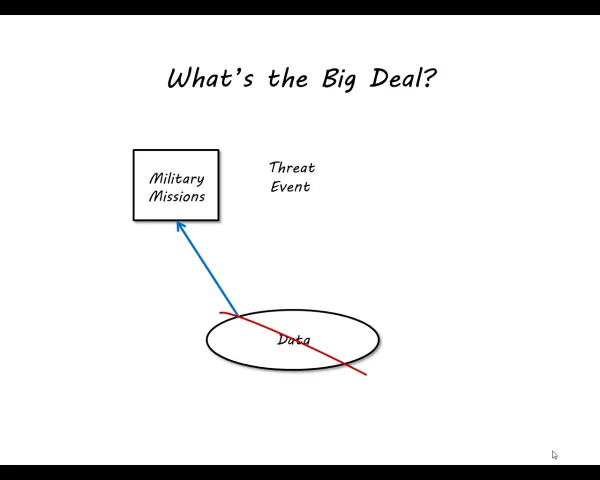 What's the Big Deal?
Military
Missions
Threat
Event
Data